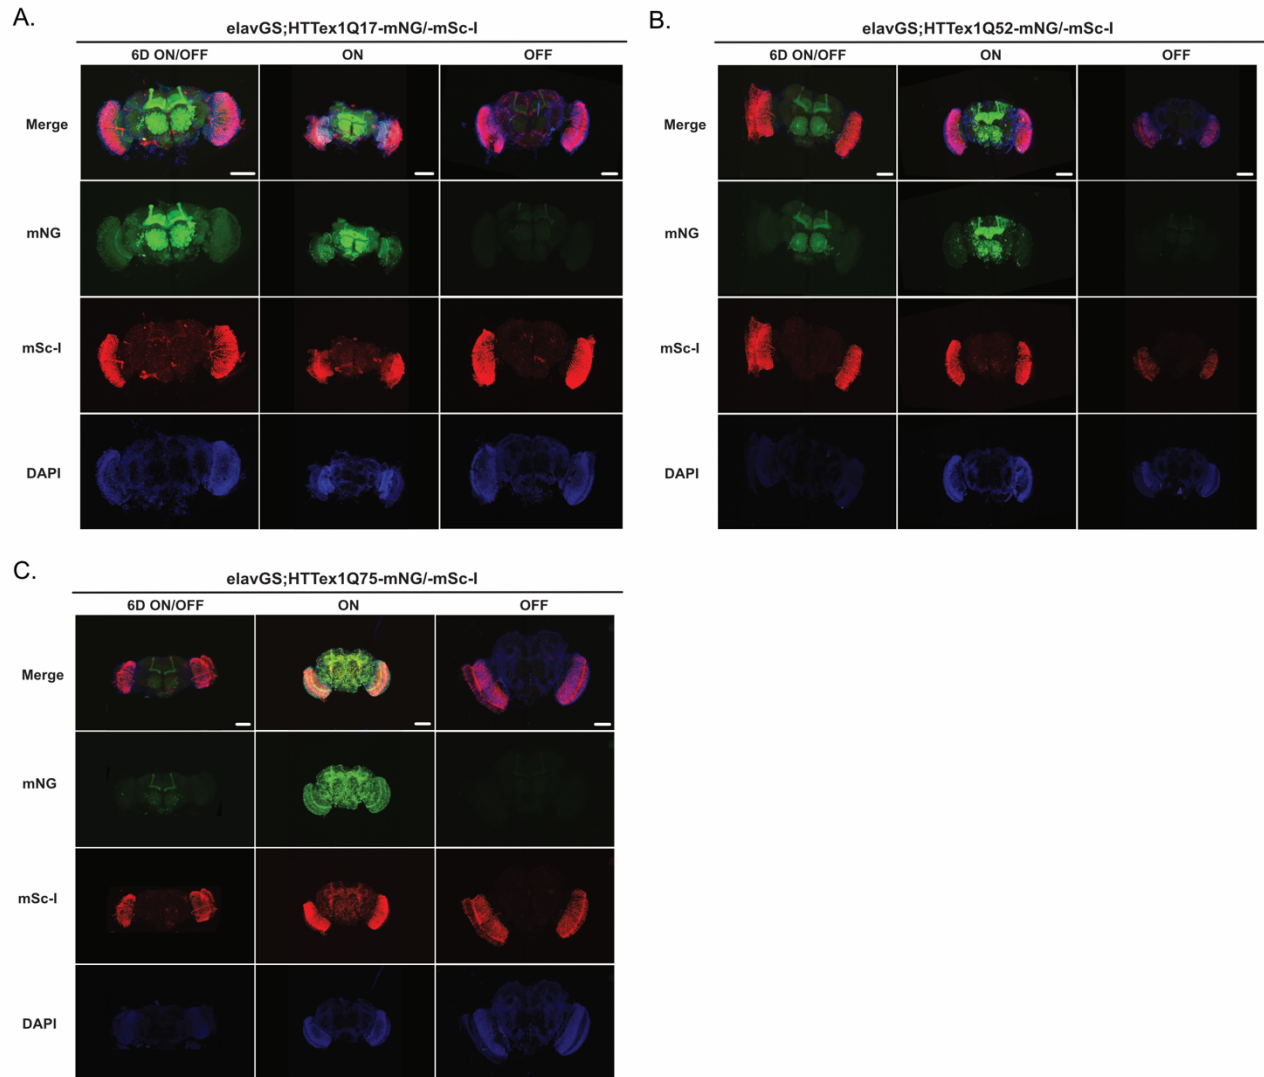 A.
elavGS;HTTex1Q17-mNG/-mSc-I
6D ON/OFF ON OFF
Merge
mNG
mSc-I
DAPI
B.
elavGS;HTTex1Q52-mNG/-mSc-I
6D ON/OFF ON OFF
Merge
mNG
mSc-I
DAPI
C.
elavGS;HTTex1Q75-mNG/-mSc-I
6D ON/OFF ON OFF
Merge
mNG
mSc-I
DAPI